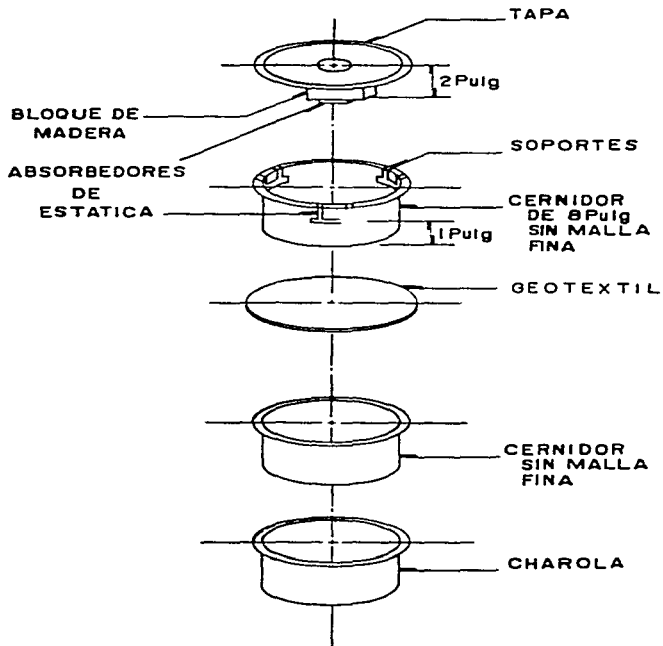 TAPA
2Pulg
BLOQUE DE
MADERA
ABSORBEDORES
DE
ESTATICA
SOPORTES
CERNIDOR
DE 8Pulg
SIN MALLA
FINA
1Pulg
GEOTEXTIL
CERNIDOR
SIN MALLA
FINA
CHAROLA